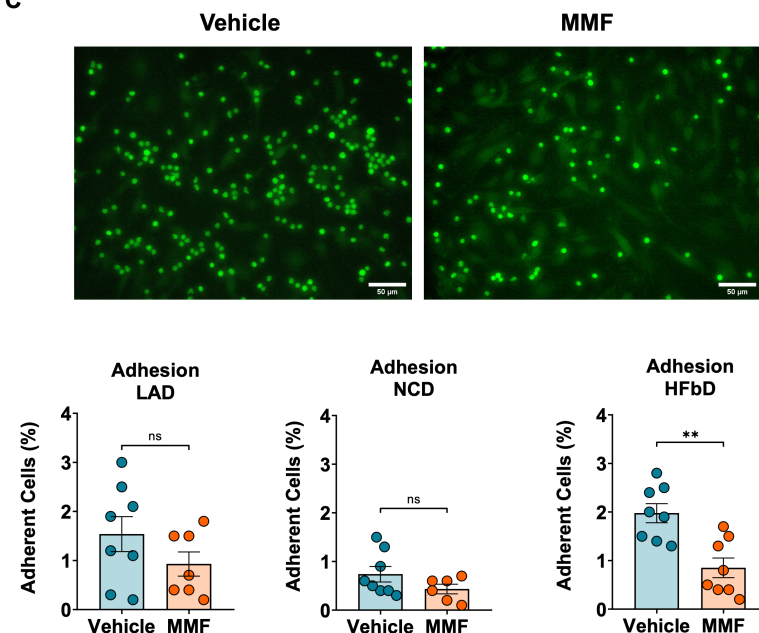 C
Vehicle MMF
50 µm 50 µm
Adhesion
LAD
Adherent Cells (%)
4
3
2
1
0
ns
Vehicle MMF
Adhesion
NCD
Adherent Cells (%)
4
3
2
1
0
ns
Vehicle MMF
Adhesion
HFbD
Adherent Cells (%)
4
3
2
1
0
**
Vehicle MMF